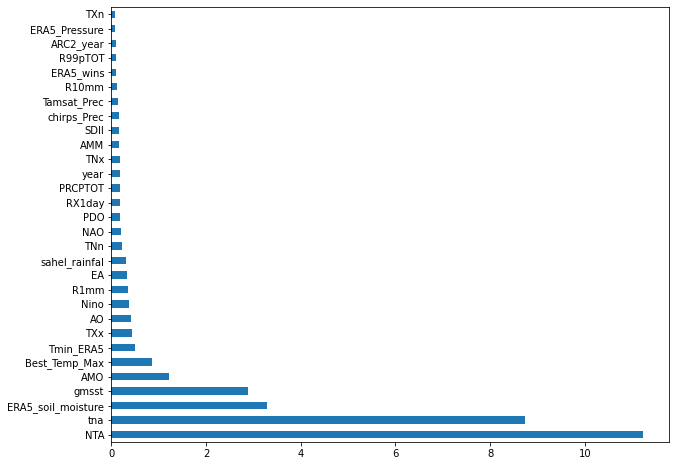 TXn
ERA5_Pressure
ARC2_year
R99pTOT
ERA5_wins
R10mm
Tamsat_Prec
chirps_Prec
SDII
AMM
TNx
year
PRCPTOT
RX1day
PDO
NAO
TNn
sahel_rainfal
EA
R1mm
Nino
AO
TXx
Tmin_ERA5
Best_Temp_Max
AMO
gmsst
ERA5_soil_moisture
tna
NTA
0 2 4 6 8 10